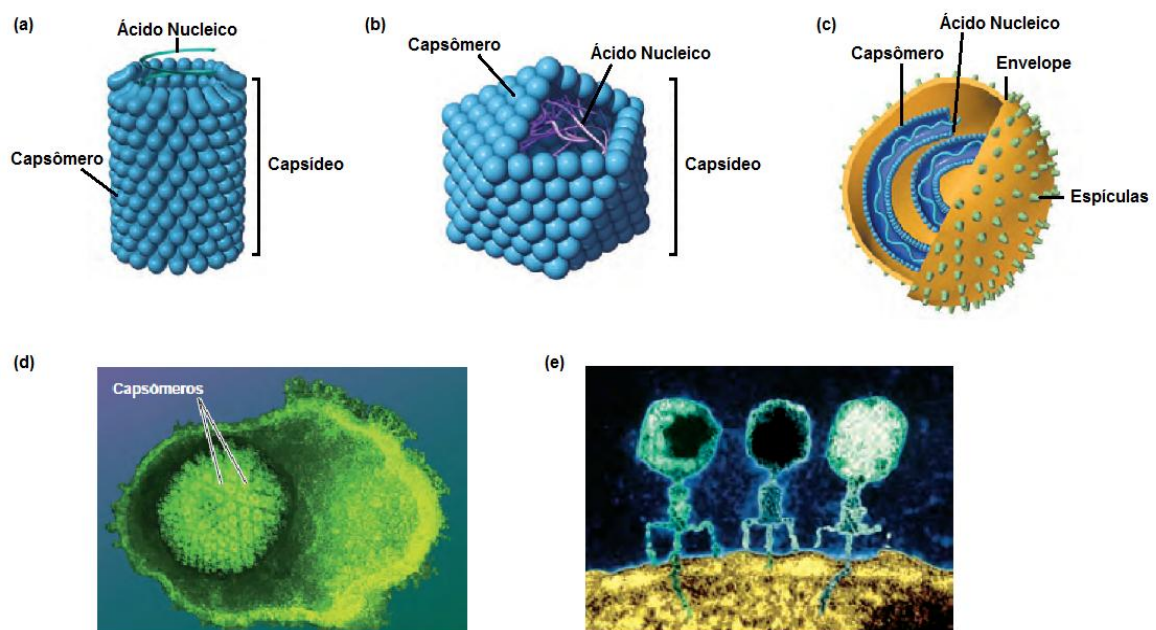 (a)
Ácido Nucleico
Capsômero
Capsídeo
(b)
Capsômero
Ácido Nucleico
Capsídeo
(c)
Ácido Nucleico
Capsômero
Envelope
Espículas
(d)
Capsômeros
(e)